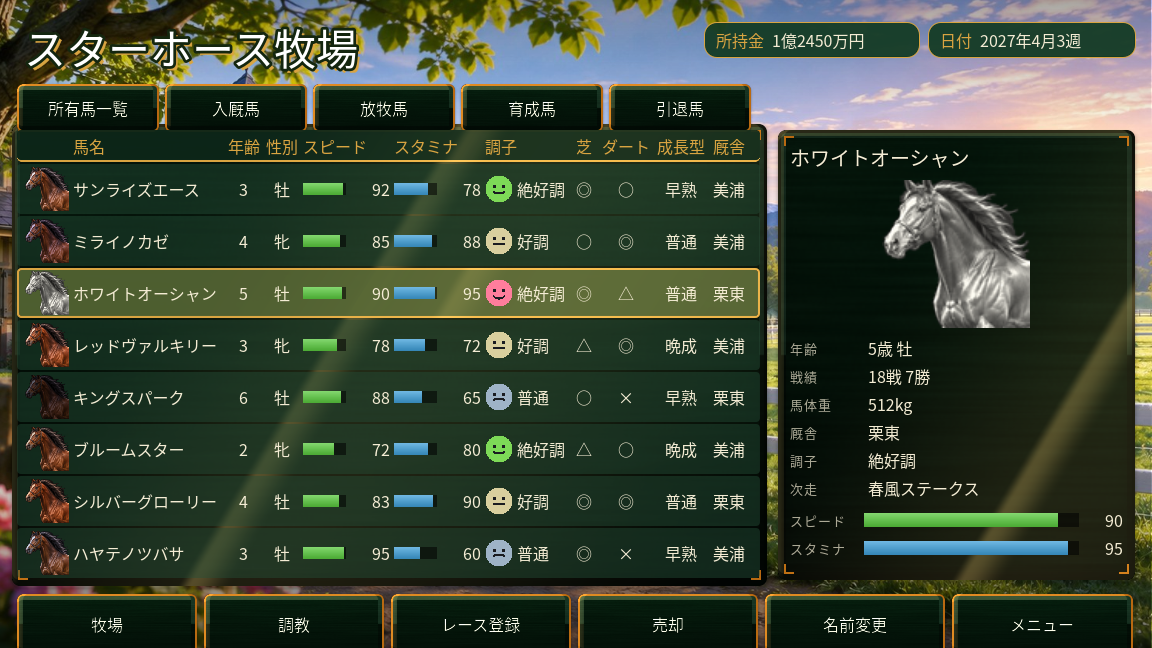 スターホース牧場
所持金 1億2450万円
日付 2027年4月3週
所有馬一覧 入厩馬 放牧馬 育成馬 引退馬
馬名 年齢 性別 スピード スタミナ 調子 芝 ダート 成長型 厩舎
サンライズエース 3 牡 92 78 絶好調 ◎ ○ 早熟 美浦
ミライノカゼ 4 牝 85 88 好調 ○ ◎ 普通 美浦
ホワイトオーシャン 5 牡 90 95 絶好調 ◎ △ 普通 栗東
レッドヴァルキリー 3 牝 78 72 好調 △ ◎ 晩成 美浦
キングスパーク 6 牡 88 65 普通 ○ × 早熟 栗東
ブルームスター 2 牝 72 80 絶好調 △ ○ 晩成 美浦
シルバーグローリー 4 牡 83 90 好調 ◎ ◎ 普通 栗東
ハヤテノツバサ 3 牡 95 60 普通 ◎ × 早熟 美浦
ホワイトオーシャン
年齢 5歳 牡
戦績 18戦 7勝
馬体重 512kg
厩舎 栗東
調子 絶好調
次走 春風ステークス
スピード 90
スタミナ 95
牧場 調教 レース登録 売却 名前変更 メニュー